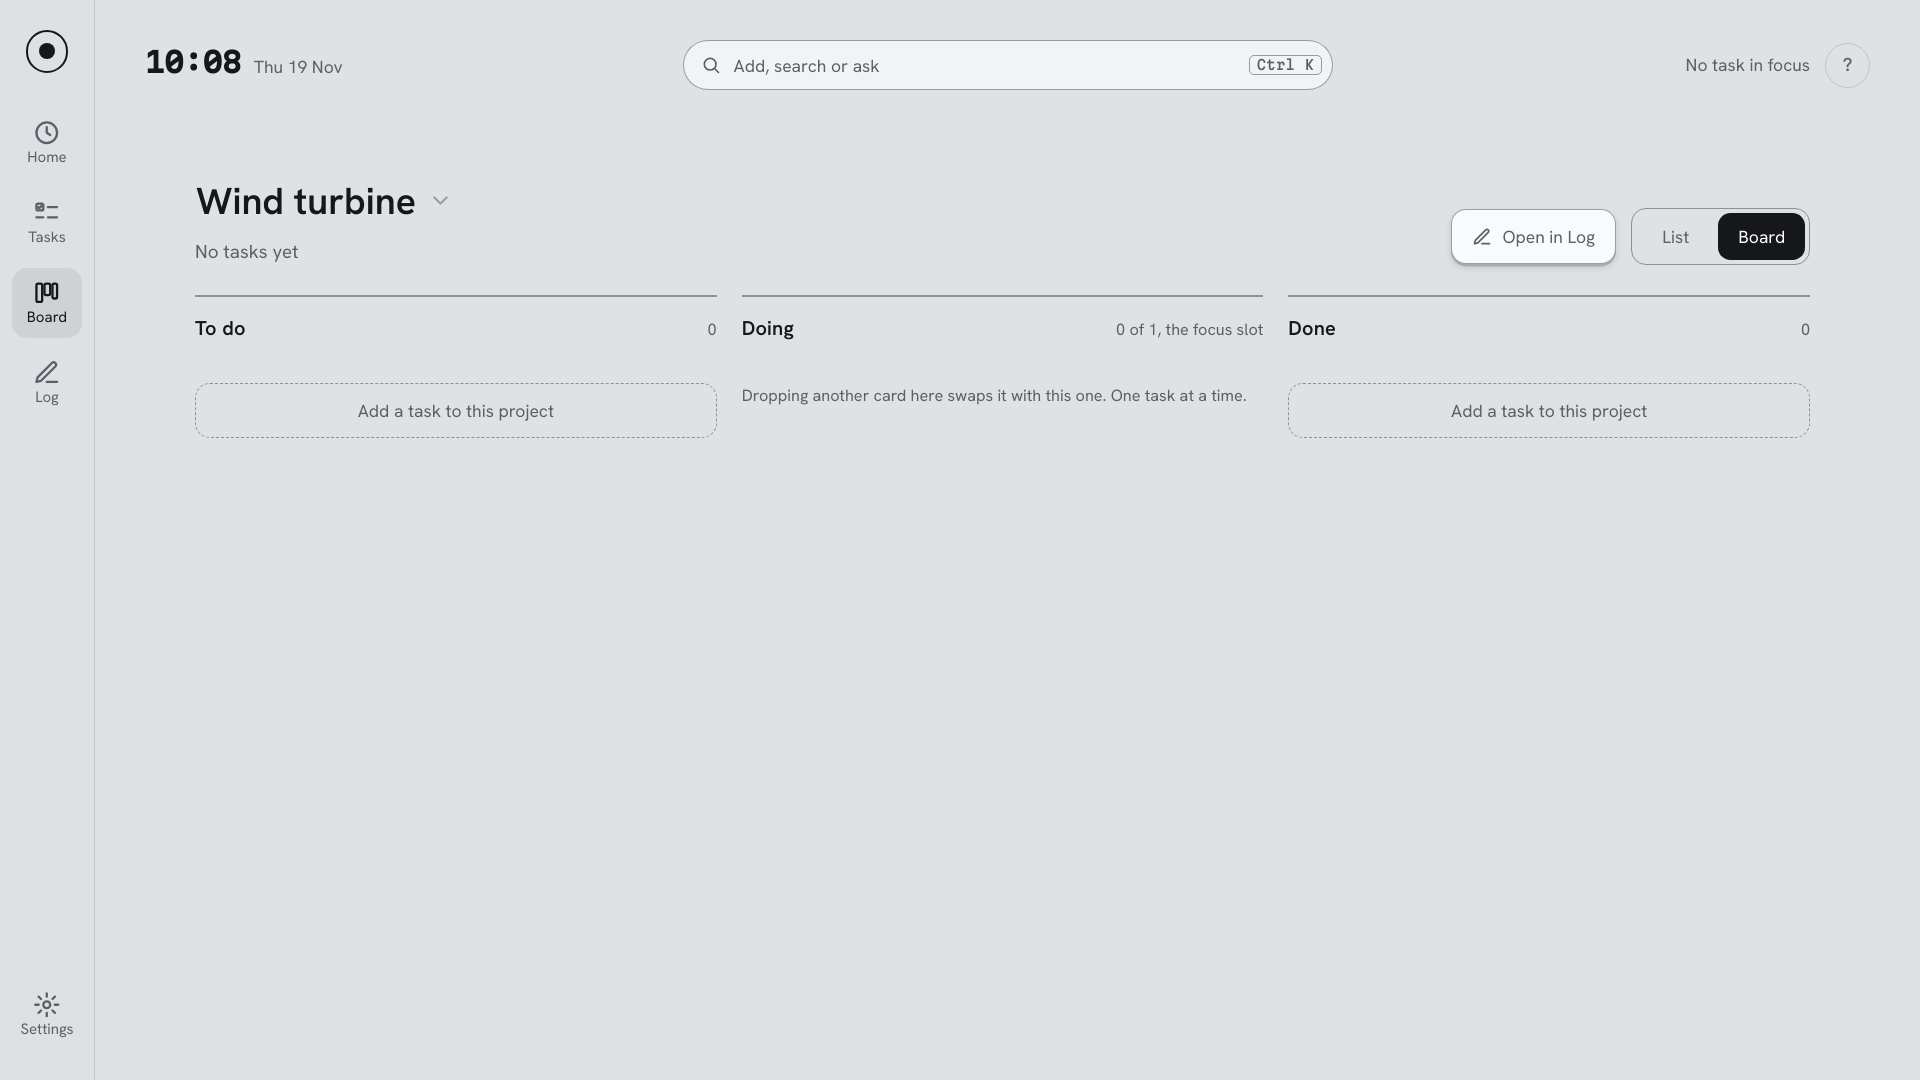 10:08 Thu 19 Nov
Add, search or ask
Ctrl K
No task in focus
?
Home
Tasks
Board
Log
Settings
Wind turbine
No tasks yet
Open in Log
List
Board
To do
0
Add a task to this project
Doing
0 of 1, the focus slot
Dropping another card here swaps it with this one. One task at a time.
Done
0
Add a task to this project